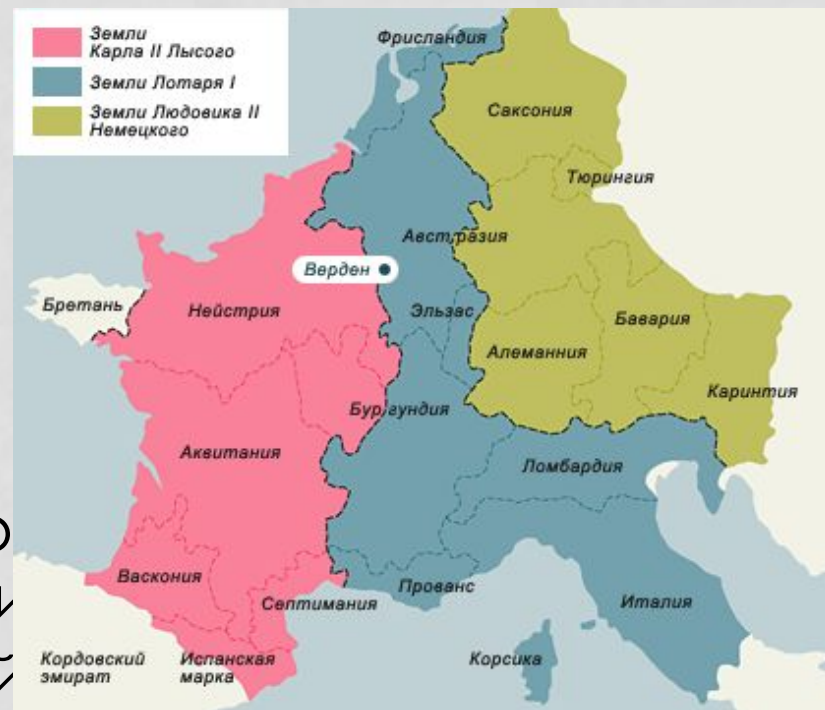 Земли
Карла II Лысого
Земли Лотаря I
Земли Людовика II
Немецкого
Фрисландия
Саксония
Тюрингия
Австразия
Верден
Бретань
Нейстрия
Эльзас
Бавария
Алеманния
Каринтия
Бургундия
Аквитания
Ломбардия
Васкония
Прованс
Септимания
Италия
Кордовский
эмират
Испанская
марка
Корсика